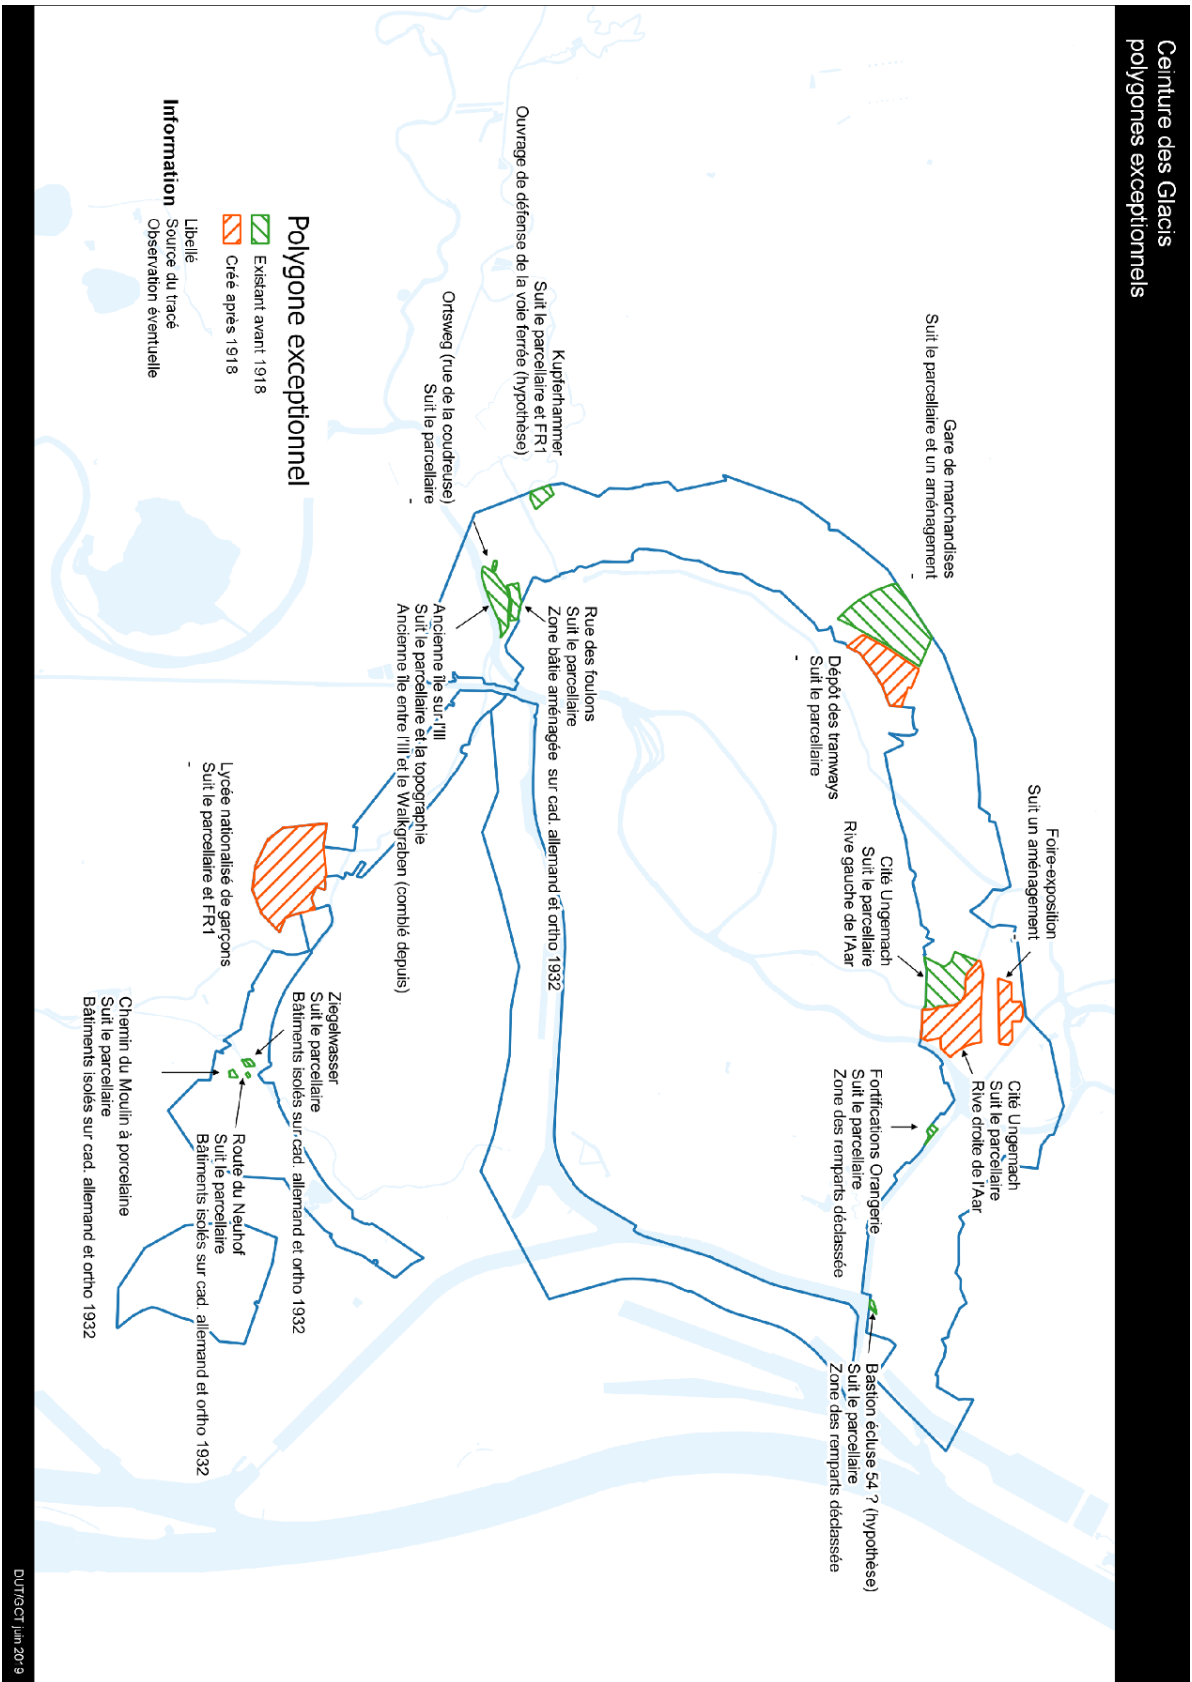 Ceinture des Glacis
polygones exceptionnels
Foire-exposition
Suit un aménagement
-
Gare de marchandises
Suit le parcellaire et un aménagement
-
Cité Ungemach
Suit le parcellaire
Rive droite de l'Aar
Cité Ungemach
Suit le parcellaire
Rive gauche de l'Aar
Dépôt des tramways
Suit le parcellaire
-
Fortifications Orangerie
Suit le parcellaire
Zone des remparts déclassée
Bastion écluse 54 ? (hypothèse)
Suit le parcellaire
Zone des remparts déclassée
Kupferhammer
Suit le parcellaire et FR1
Ouvrage de défense de la voie ferrée (hypothèse)
Rue des foulons
Suit le parcellaire
Zone bâtie aménagée sur cad. allemand et ortho 1932
Ortsweg (rue de la coudreuse)
Suit le parcellaire
-
Ancienne île sur l'Ill
Suit le parcellaire et la topographie
Ancienne île entre l'Ill et le Walkgraben (comblé depuis)
Polygone exceptionnel
Existant avant 1918
Créé après 1918
Information
Libellé
Source du tracé
Observation éventuelle
Lycée nationalisé de garçons
Suit le parcellaire et FR1
-
Ziegelwasser
Suit le parcellaire
Bâtiments isolés sur cad. allemand et ortho 1932
Route du Neuhof
Suit le parcellaire
Bâtiments isolés sur cad. allemand et ortho 1932
Chemin du Moulin à porcelaine
Suit le parcellaire
Bâtiments isolés sur cad. allemand et ortho 1932
DUT/GCT juin 2019